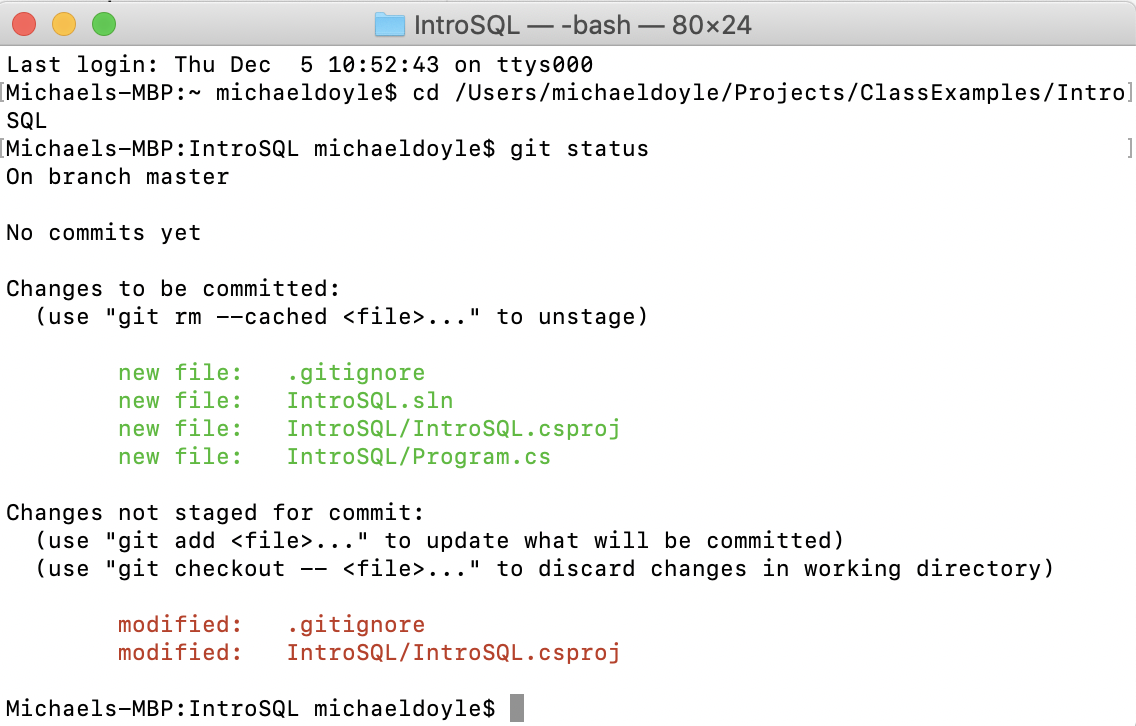 IntroSQL — -bash — 80×24
Last login: Thu Dec  5 10:52:43 on ttys000
[Michaels-MBP:~ michaeldoyle$ cd /Users/michaeldoyle/Projects/ClassExamples/Intro]
SQL
[Michaels-MBP:IntroSQL michaeldoyle$ git status ]
On branch master
No commits yet
Changes to be committed:
  (use "git rm --cached <file>..." to unstage)
        new file:   .gitignore
        new file:   IntroSQL.sln
        new file:   IntroSQL/IntroSQL.csproj
        new file:   IntroSQL/Program.cs
Changes not staged for commit:
  (use "git add <file>..." to update what will be committed)
  (use "git checkout -- <file>..." to discard changes in working directory)
        modified:   .gitignore
        modified:   IntroSQL/IntroSQL.csproj
Michaels-MBP:IntroSQL michaeldoyle$